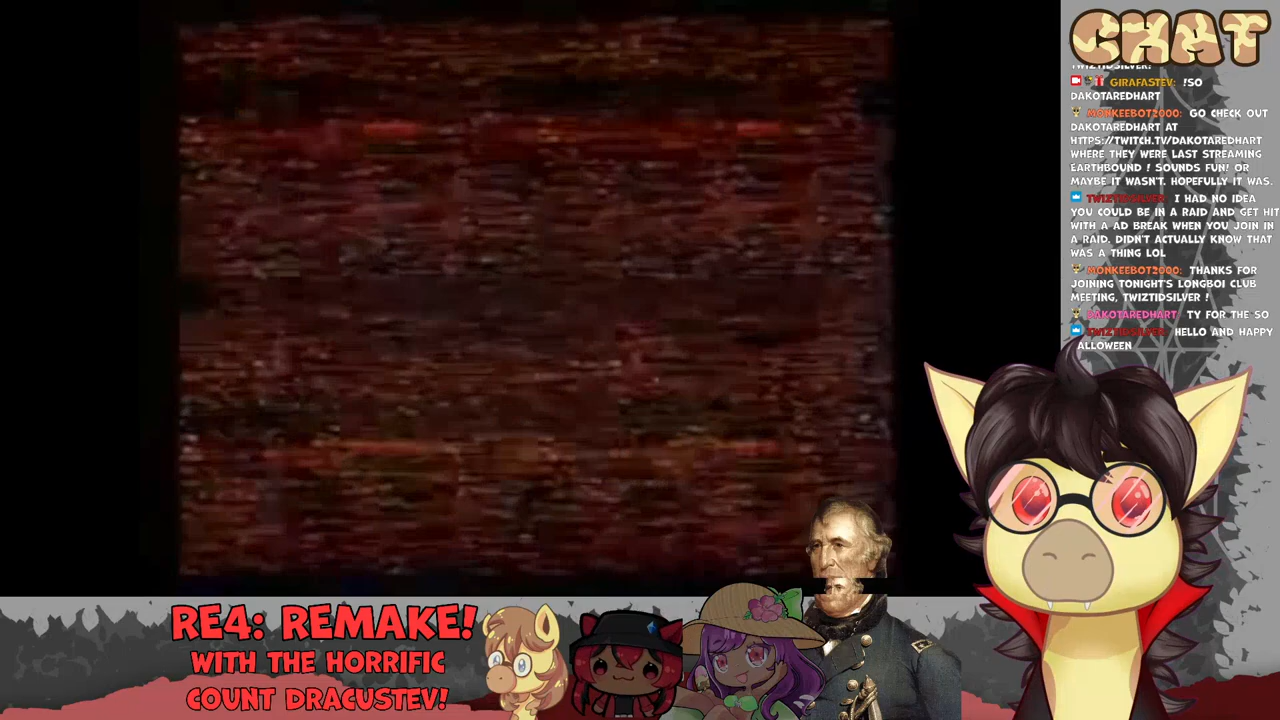 CHAT
TWIZTIDSILVER!
GIRAFASTEV: !SO
DAKOTAREDHART
MONKEEBOT2000: GO CHECK OUT
DAKOTAREDHART AT
HTTPS://TWITCH.TV/DAKOTAREDHART
WHERE THEY WERE LAST STREAMING
EARTHBOUND ! SOUNDS FUN! OR
MAYBE IT WASN'T. HOPEFULLY IT WAS.
TWIZTIDSILVER I HAD NO IDEA
YOU COULD BE IN A RAID AND GET HIT
WITH A AD BREAK WHEN YOU JOIN IN
A RAID. DIDN'T ACTUALLY KNOW THAT
WAS A THING LOL
MONKEEBOT2000: THANKS FOR
JOINING TONIGHT'S LONGBOI CLUB
MEETING, TWIZTIDSILVER !
DAKOTAREDHART TY FOR THE SO
TWIZTIDSILVER HELLO AND HAPPY
ALLOWEEN
RE4: REMAKE!
WITH THE HORRIFIC
COUNT DRACUSTEV!